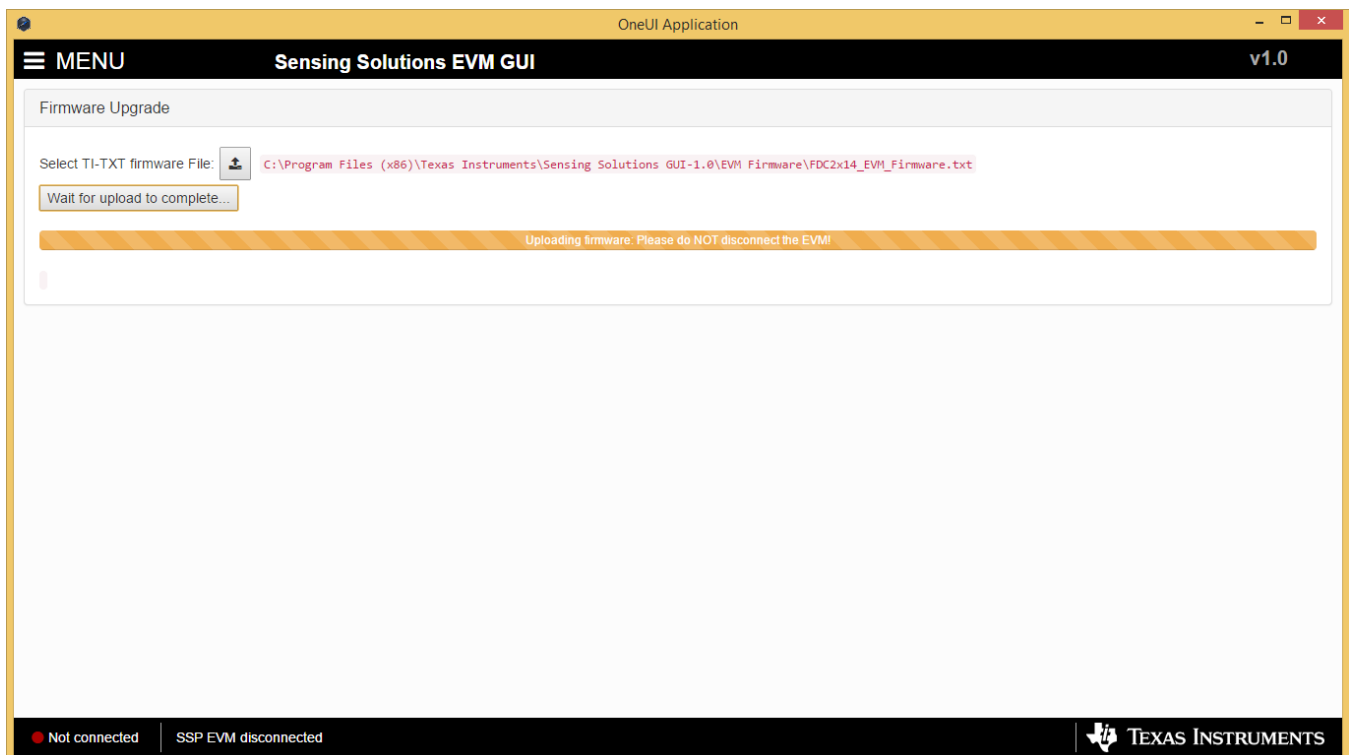 OneUI Application
MENU Sensing Solutions EVM GUI v1.0
Firmware Upgrade
Select TI-TXT firmware File: C:\Program Files (x86)\Texas Instruments\Sensing Solutions GUI-1.0\EVM Firmware\FDC2x14_EVM_Firmware.txt
Wait for upload to complete...
Uploading firmware: Please do NOT disconnect the EVM!
Not connected SSP EVM disconnected TEXAS INSTRUMENTS